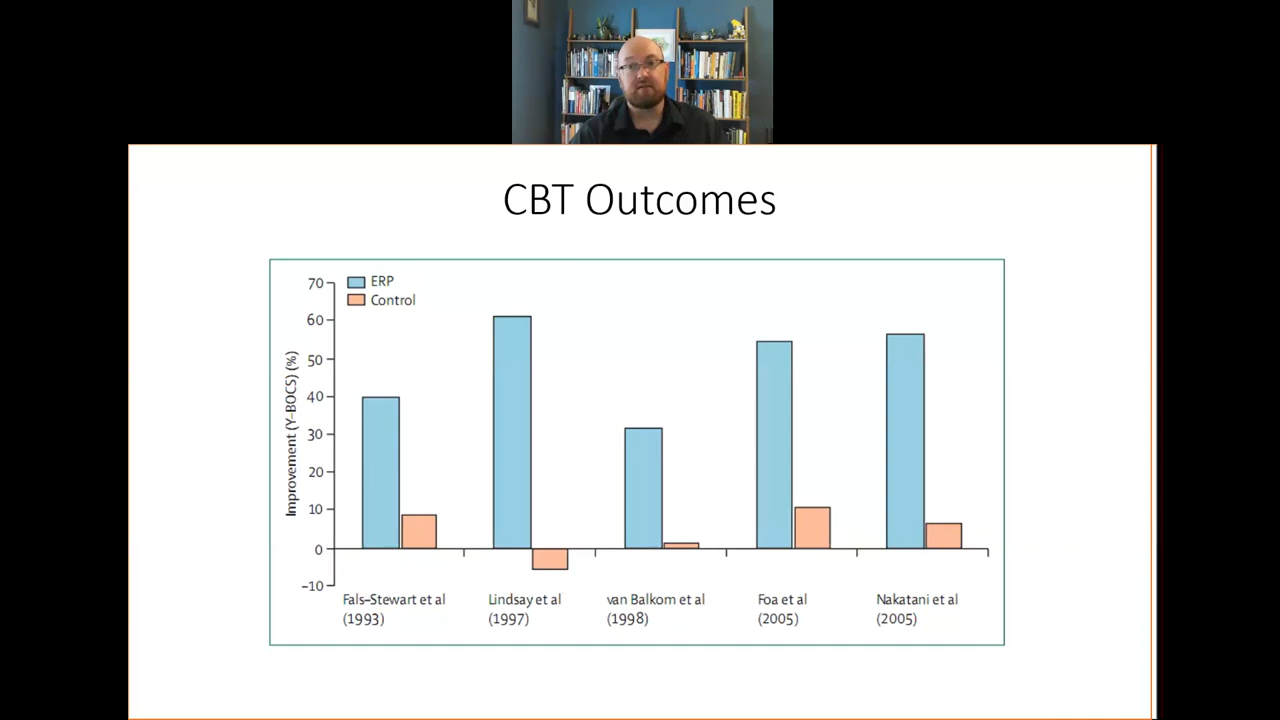 CBT Outcomes
ERP
Control
Improvement (Y-BOCS) (%)
70
60
50
40
30
20
10
0
–10
Fals–Stewart et al
(1993)
Lindsay et al
(1997)
van Balkom et al
(1998)
Foa et al
(2005)
Nakatani et al
(2005)